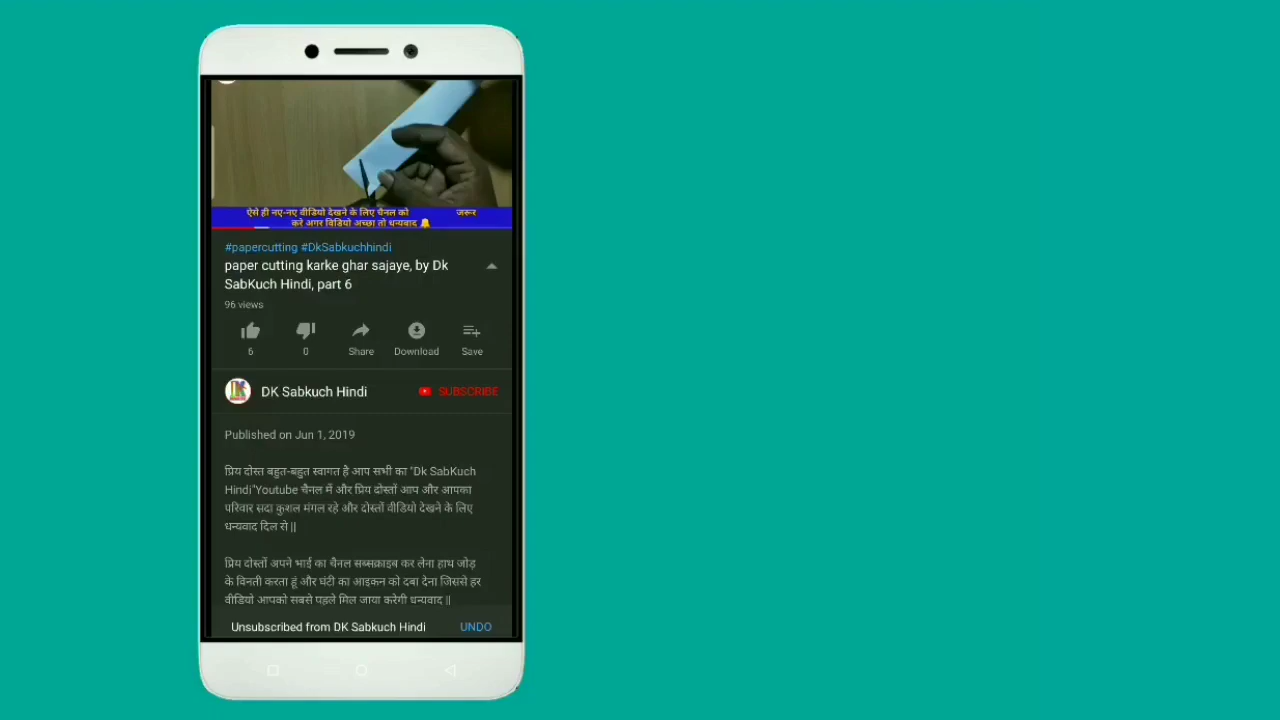 ऐसे ही नए-नए वीडियो देखने के लिए चैनल को जरूर
करे अगर विडियो अच्छा तो धन्यवाद 🔔
#papercutting #DkSabkuchhindi
paper cutting karke ghar sajaye, by Dk
SabKuch Hindi, part 6
96 views
6 0 Share Download Save
DK Sabkuch Hindi SUBSCRIBE
Published on Jun 1, 2019
प्रिय दोस्त बहुत-बहुत स्वागत है आप सभी का "Dk SabKuch
Hindi"Youtube चैनल में और प्रिय दोस्तों आप और आपका
परिवार सदा कुशल मंगल रहे और दोस्तों वीडियो देखने के लिए
धन्यवाद दिल से ||
प्रिय दोस्तों अपने भाई का चैनल सब्सक्राइब कर लेना हाथ जोड़
के विनती करता हूं और घंटी का आइकन को दबा देना जिससे हर
वीडियो आपको सबसे पहले मिल जाया करेगी धन्यवाद ||
Unsubscribed from DK Sabkuch Hindi UNDO